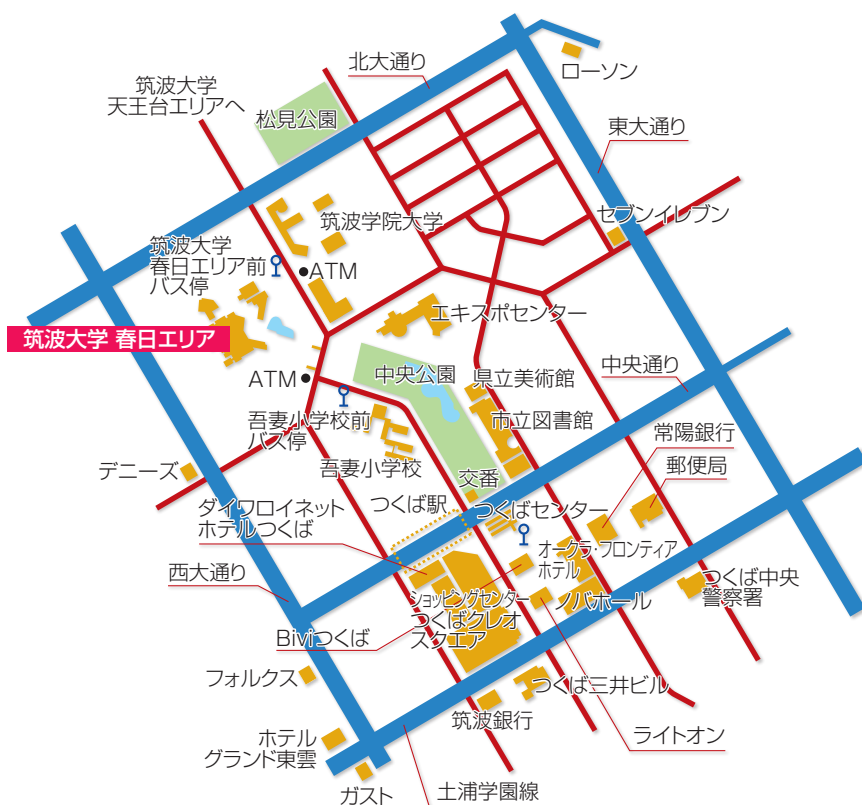 北大通り
ローソン
筑波大学
天王台エリアへ
松見公園
東大通り
セブンイレブン
筑波学院大学
筑波大学
春日エリア前
バス停
ATM
エキスポセンター
筑波大学 春日エリア
中央通り
ATM
中央公園
県立美術館
市立図書館
吾妻小学校前
バス停
常陽銀行
郵便局
吾妻小学校
デニーズ
交番
ダイワロイネット
ホテルつくば
つくば駅
つくばセンター
オークラ・フロンティア
ホテル
西大通り
つくば中央
警察署
ショッピングセンター
つくばクレオ
スクエア
ノバホール
Biviつくば
フォルクス
つくば三井ビル
筑波銀行
ライトオン
ホテル
グランド東雲
ガスト
土浦学園線